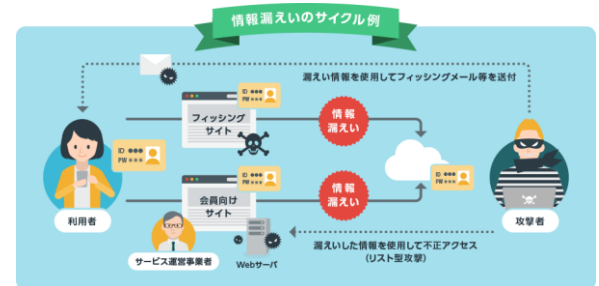 情報漏えいのサイクル例
漏えい情報を使用してフィッシングメール等を送付
ID ●●●
PW ***
フィッシング
サイト
情報
漏えい
ID ●●●
PW ***
利用者
ID ●●●
PW ***
会員向け
サイト
情報
漏えい
ID ●●●
PW ***
攻撃者
サービス運営事業者
Webサーバ
漏えいした情報を使用して不正アクセス
(リスト型攻撃)